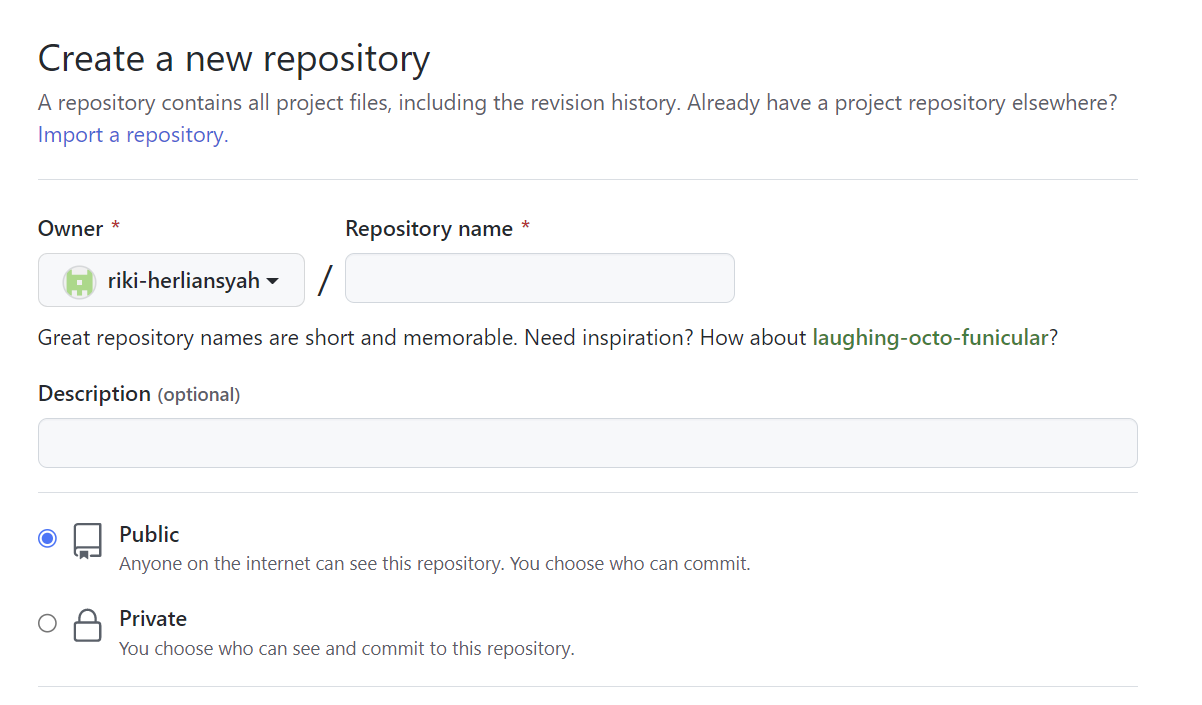 Create a new repository
A repository contains all project files, including the revision history. Already have a project repository elsewhere?
Import a repository.
Owner *
Repository name *
riki-herliansyah
/
Great repository names are short and memorable. Need inspiration? How about laughing-octo-funicular?
Description (optional)
Public
Anyone on the internet can see this repository. You choose who can commit.
Private
You choose who can see and commit to this repository.